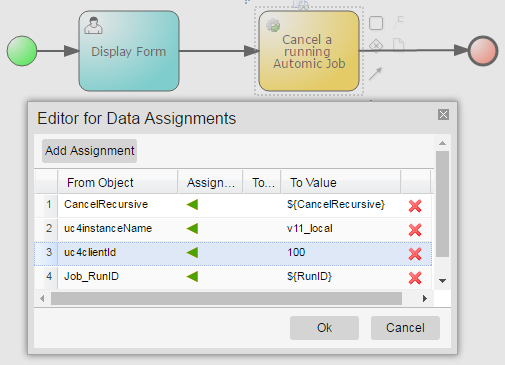 Display Form
Cancel a
running
Automic Job
Editor for Data Assignments
Add Assignment
From Object Assign... To... To Value
1 CancelRecursive ${CancelRecursive}
2 uc4instanceName v11_local
3 uc4clientId 100
4 Job_RunID ${RunID}
Ok Cancel